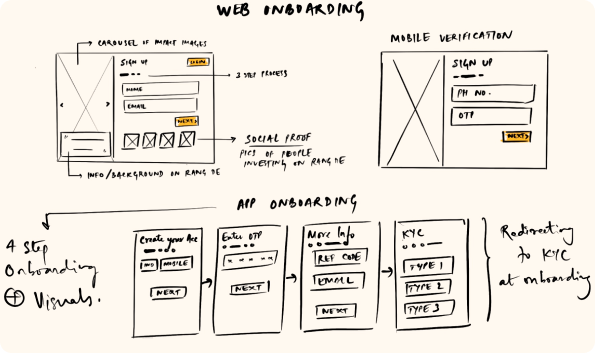 WEB ONBOARDING
CAROUSEL OF IMPACT IMAGES
SIGN UP
LOGIN
3 STEP PROCESS
NAME
EMAIL
NEXT >
SOCIAL PROOF
PICS OF PEOPLE
INVESTING ON RANG DE
INFO/BACKGROUND ON RANG DE
MOBILE VERIFICATION
SIGN UP
PH NO.
OTP
NEXT >
APP ONBOARDING
4 Step
Onboarding
+ Visuals.
Create your Acc
IND MOBILE
NEXT
Enter OTP
x x x x
NEXT
More Info
REF CODE
EMAIL
NEXT
KYC
TYPE 1
TYPE 2
TYPE 3
Redirecting
to KYC
at onboarding